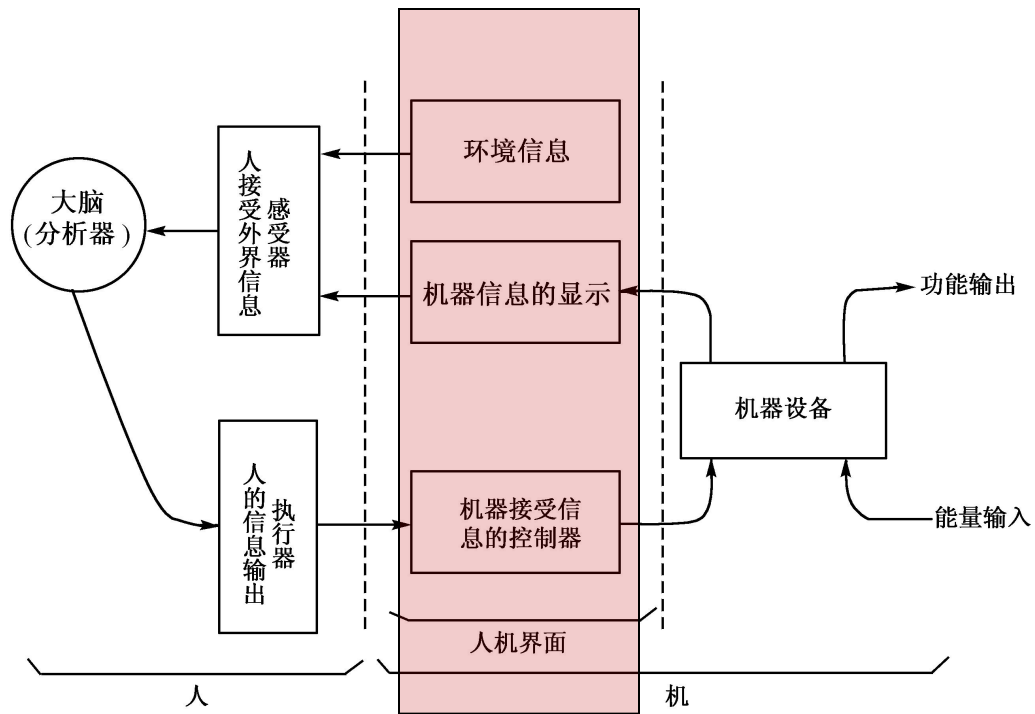 环境信息
感受器
人接受外界信息
大脑
(分析器)
机器信息的显示
功能输出
机器设备
执行器
人的信息输出
机器接受信
息的控制器
能量输入
人机界面
人
机